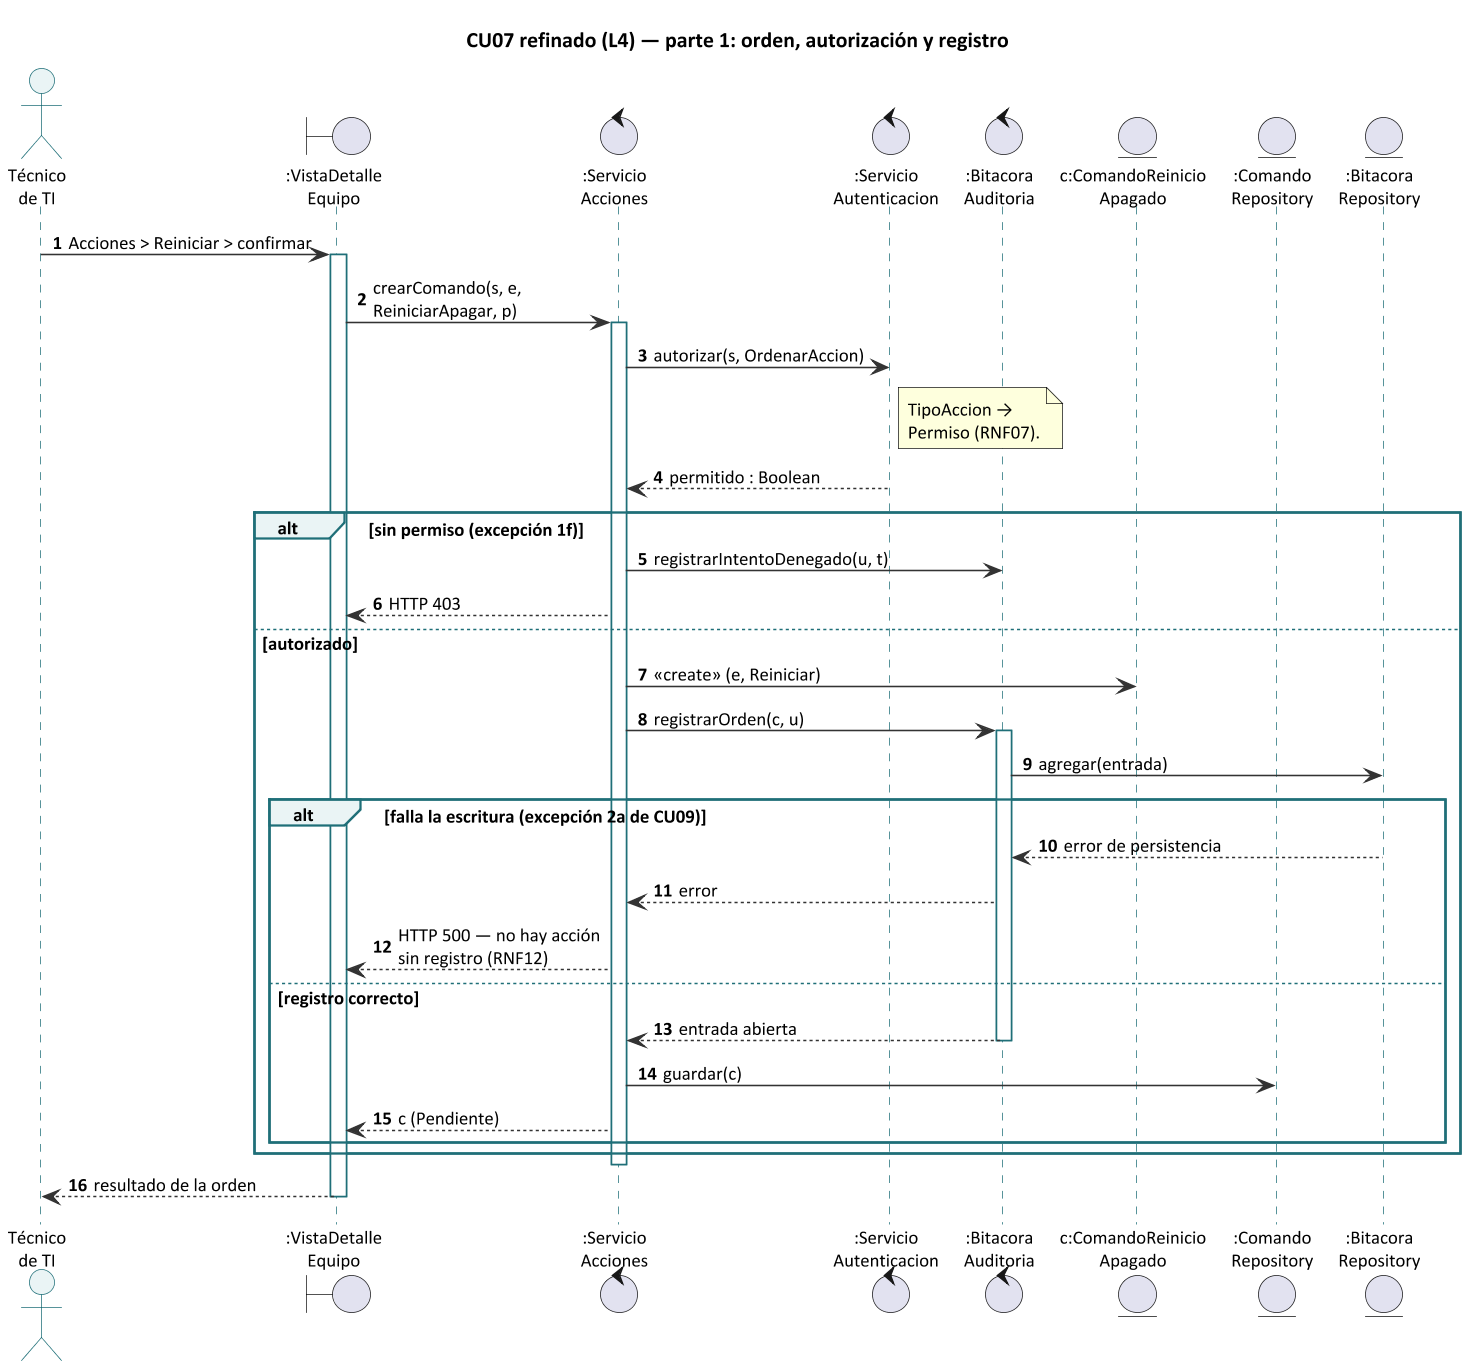 CU07 refinado (L4) — parte 1: orden, autorización y registro
Técnico
de TI
:VistaDetalle
Equipo
:Servicio
Acciones
:Servicio
Autenticacion
:Bitacora
Auditoria
c:ComandoReinicio
Apagado
:Comando
Repository
:Bitacora
Repository
1 Acciones > Reiniciar > confirmar
2 crearComando(s, e,
ReiniciarApagar, p)
3 autorizar(s, OrdenarAccion)
TipoAccion →
Permiso (RNF07).
4 permitido : Boolean
alt [sin permiso (excepción 1f)]
5 registrarIntentoDenegado(u, t)
6 HTTP 403
[autorizado]
7 «create» (e, Reiniciar)
8 registrarOrden(c, u)
9 agregar(entrada)
alt [falla la escritura (excepción 2a de CU09)]
10 error de persistencia
11 error
12 HTTP 500 — no hay acción
sin registro (RNF12)
[registro correcto]
13 entrada abierta
14 guardar(c)
15 c (Pendiente)
16 resultado de la orden
Técnico
de TI
:VistaDetalle
Equipo
:Servicio
Acciones
:Servicio
Autenticacion
:Bitacora
Auditoria
c:ComandoReinicio
Apagado
:Comando
Repository
:Bitacora
Repository